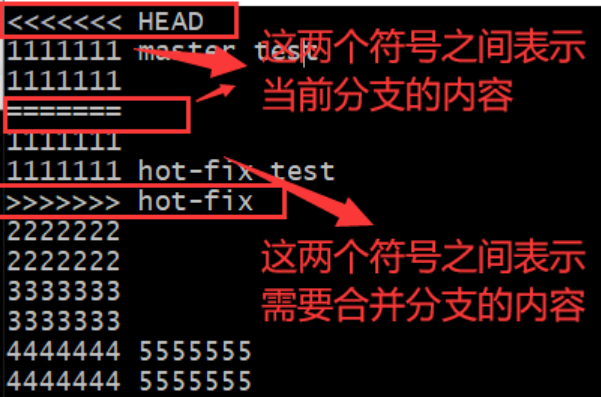 <<<<<<< HEAD
1111111 master test
1111111
=======
1111111
1111111 hot-fix test
>>>>>>> hot-fix
2222222
2222222
3333333
3333333
4444444 5555555
4444444 5555555
这两个符号之间表示
当前分支的内容
这两个符号之间表示
需要合并分支的内容